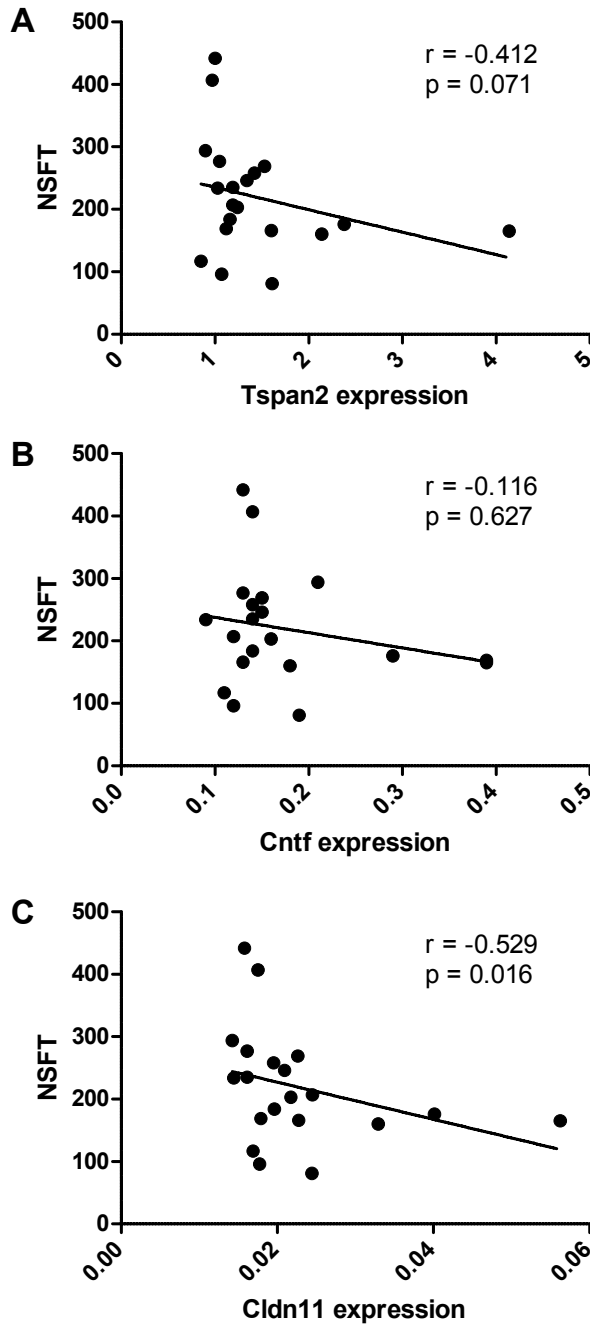 A
500
400
300
200
100
0
NSFT
r = -0.412
p = 0.071
0 1 2 3 4 5
Tspan2 expression
B
500
400
300
200
100
0
NSFT
r = -0.116
p = 0.627
0.0 0.1 0.2 0.3 0.4 0.5
Cntf expression
C
500
400
300
200
100
0
NSFT
r = -0.529
p = 0.016
0.00 0.02 0.04 0.06
Cldn11 expression